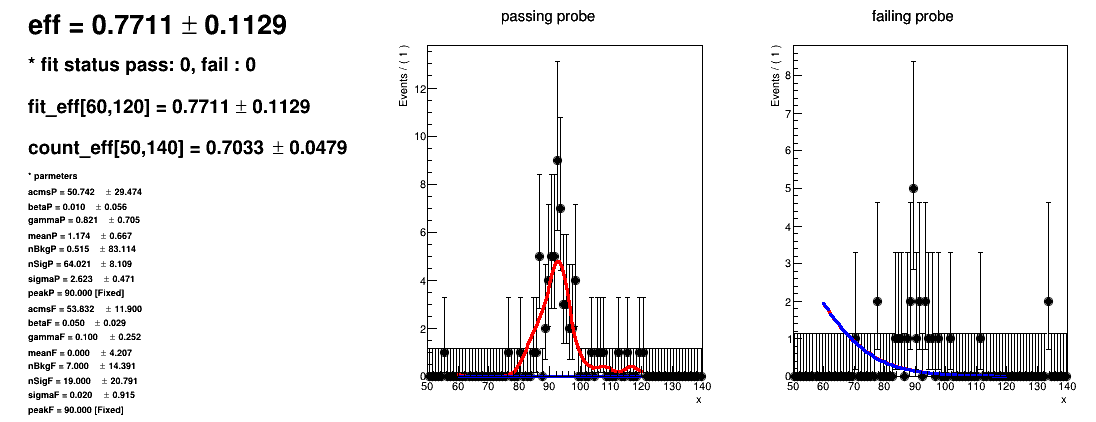 eff = 0.7711 ± 0.1129
* fit status pass: 0, fail : 0
fit_eff[60,120] = 0.7711 ± 0.1129
count_eff[50,140] = 0.7033 ± 0.0479
* parmeters
acmsP = 50.742 ± 29.474
betaP = 0.010 ± 0.056
gammaP = 0.821 ± 0.705
meanP = 1.174 ± 0.667
nBkgP = 0.515 ± 83.114
nSigP = 64.021 ± 8.109
sigmaP = 2.623 ± 0.471
peakP = 90.000 [Fixed]
acmsF = 53.832 ± 11.900
betaF = 0.050 ± 0.029
gammaF = 0.100 ± 0.252
meanF = 0.000 ± 4.207
nBkgF = 7.000 ± 14.391
nSigF = 19.000 ± 20.791
sigmaF = 0.020 ± 0.915
peakF = 90.000 [Fixed]
passing probe
Events / ( 1 )
12
10
8
6
4
2
0
50 60 70 80 90 100 110 120 130 140
x
failing probe
Events / ( 1 )
8
7
6
5
4
3
2
1
0
50 60 70 80 90 100 110 120 130 140
x